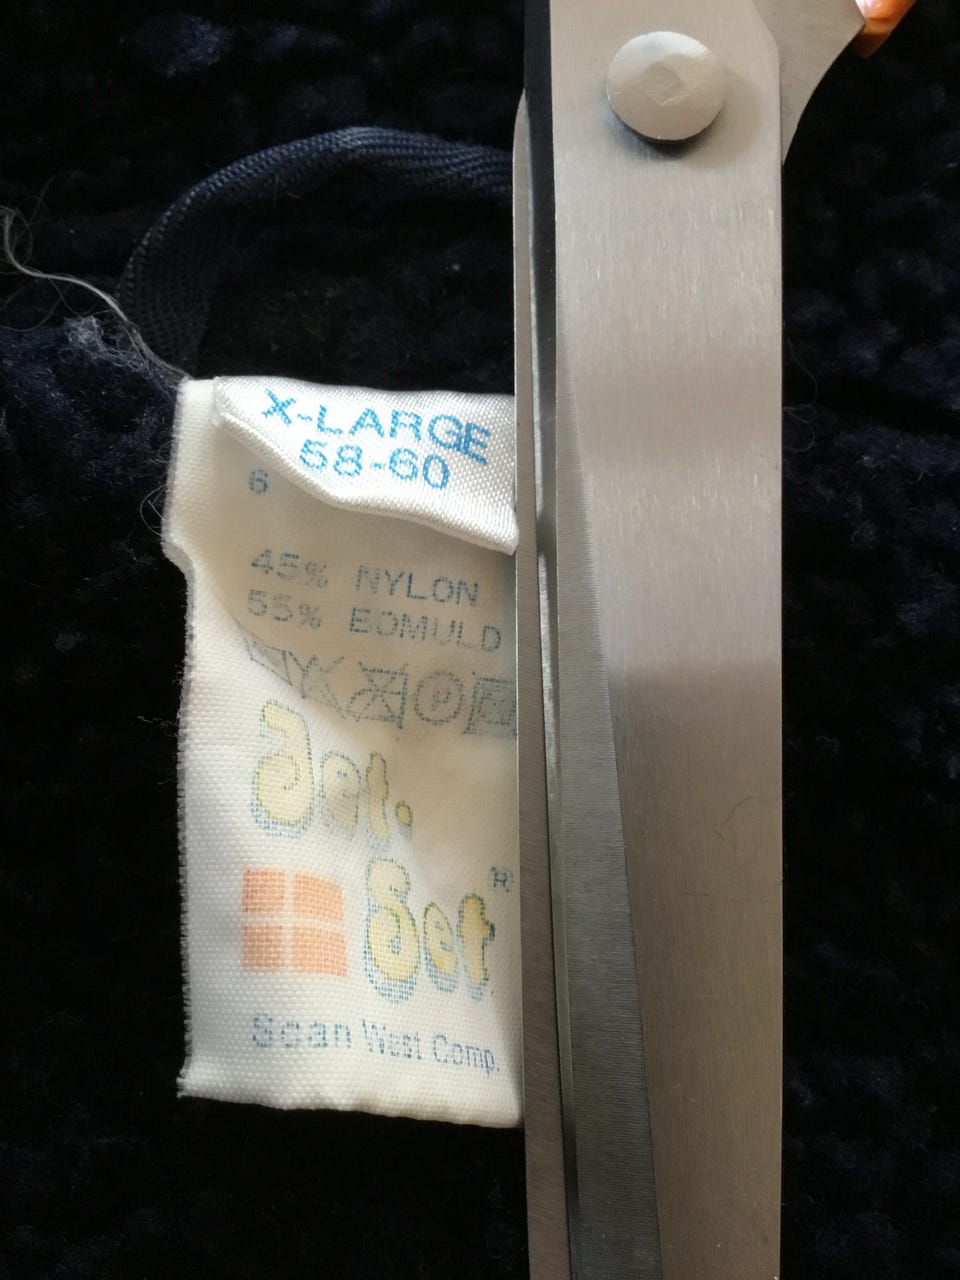 X-LARGE
58-60
6
45% NYLON
55% BOMULD
Jet.
Set ®
Scan West Comp.